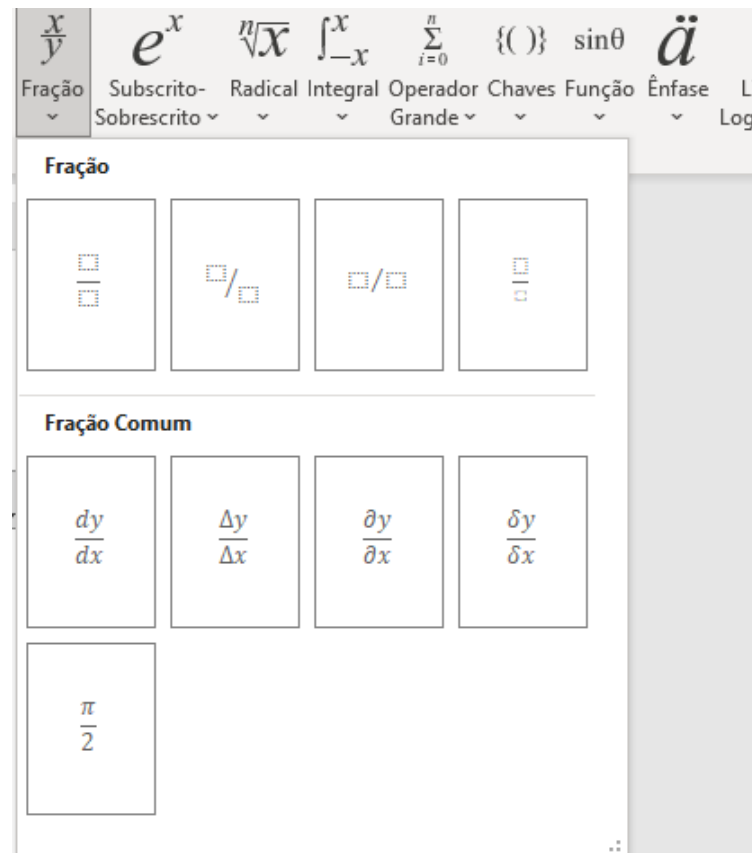 x/y e^x ⁿ√x ∫_{-x}^{x} Σ_{i=0}^{n} {()} sinθ ä
Fração Subscrito- Radical Integral Operador Chaves Função Ênfase L
Sobrescrito Grande Log
Fração
Fração Comum
dy/dx Δy/Δx ∂y/∂x δy/δx
π/2